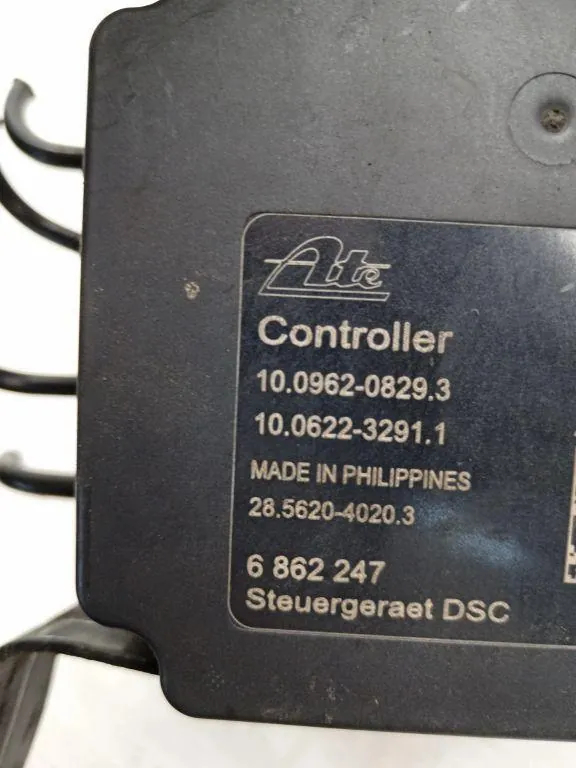 Ate
Controller
10.0962-0829.3
10.0622-3291.1
MADE IN PHILIPPINES
28.5620-4020.3
6 862 247
Steuergeraet DSC